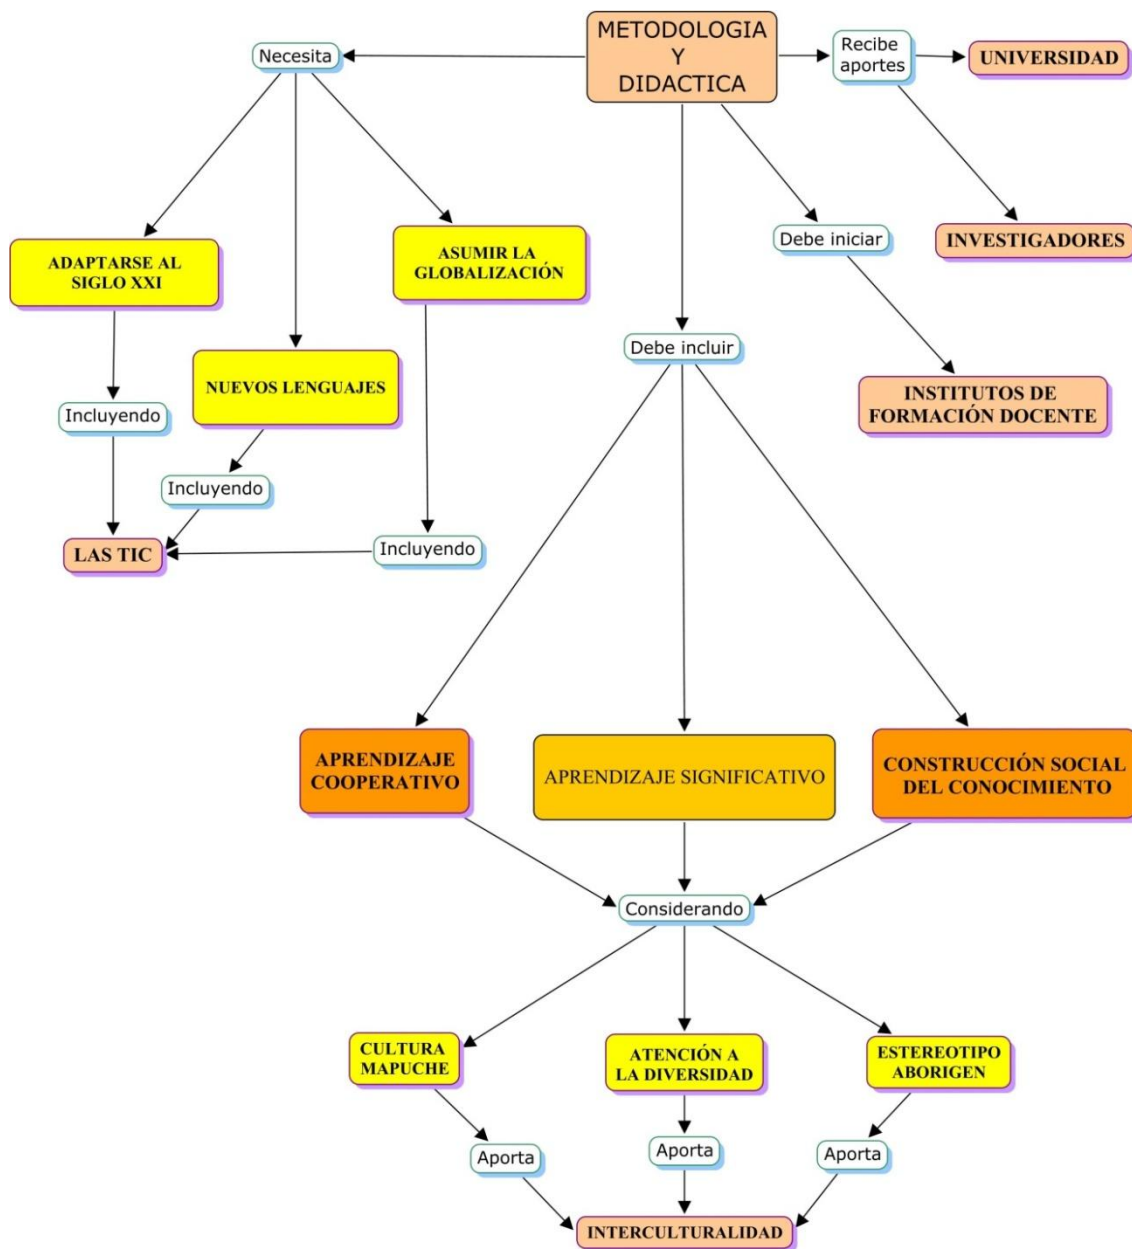 METODOLOGIA
Y
DIDACTICA
Necesita
Recibe
aportes
UNIVERSIDAD
INVESTIGADORES
Debe iniciar
ADAPTARSE AL
SIGLO XXI
ASUMIR LA
GLOBALIZACIÓN
Debe incluir
NUEVOS LENGUAJES
INSTITUTOS DE
FORMACIÓN DOCENTE
Incluyendo
Incluyendo
Incluyendo
LAS TIC
APRENDIZAJE
COOPERATIVO
APRENDIZAJE SIGNIFICATIVO
CONSTRUCCIÓN SOCIAL
DEL CONOCIMIENTO
Considerando
CULTURA
MAPUCHE
ATENCIÓN A
LA DIVERSIDAD
ESTEREOTIPO
ABORIGEN
Aporta
Aporta
Aporta
INTERCULTURALIDAD